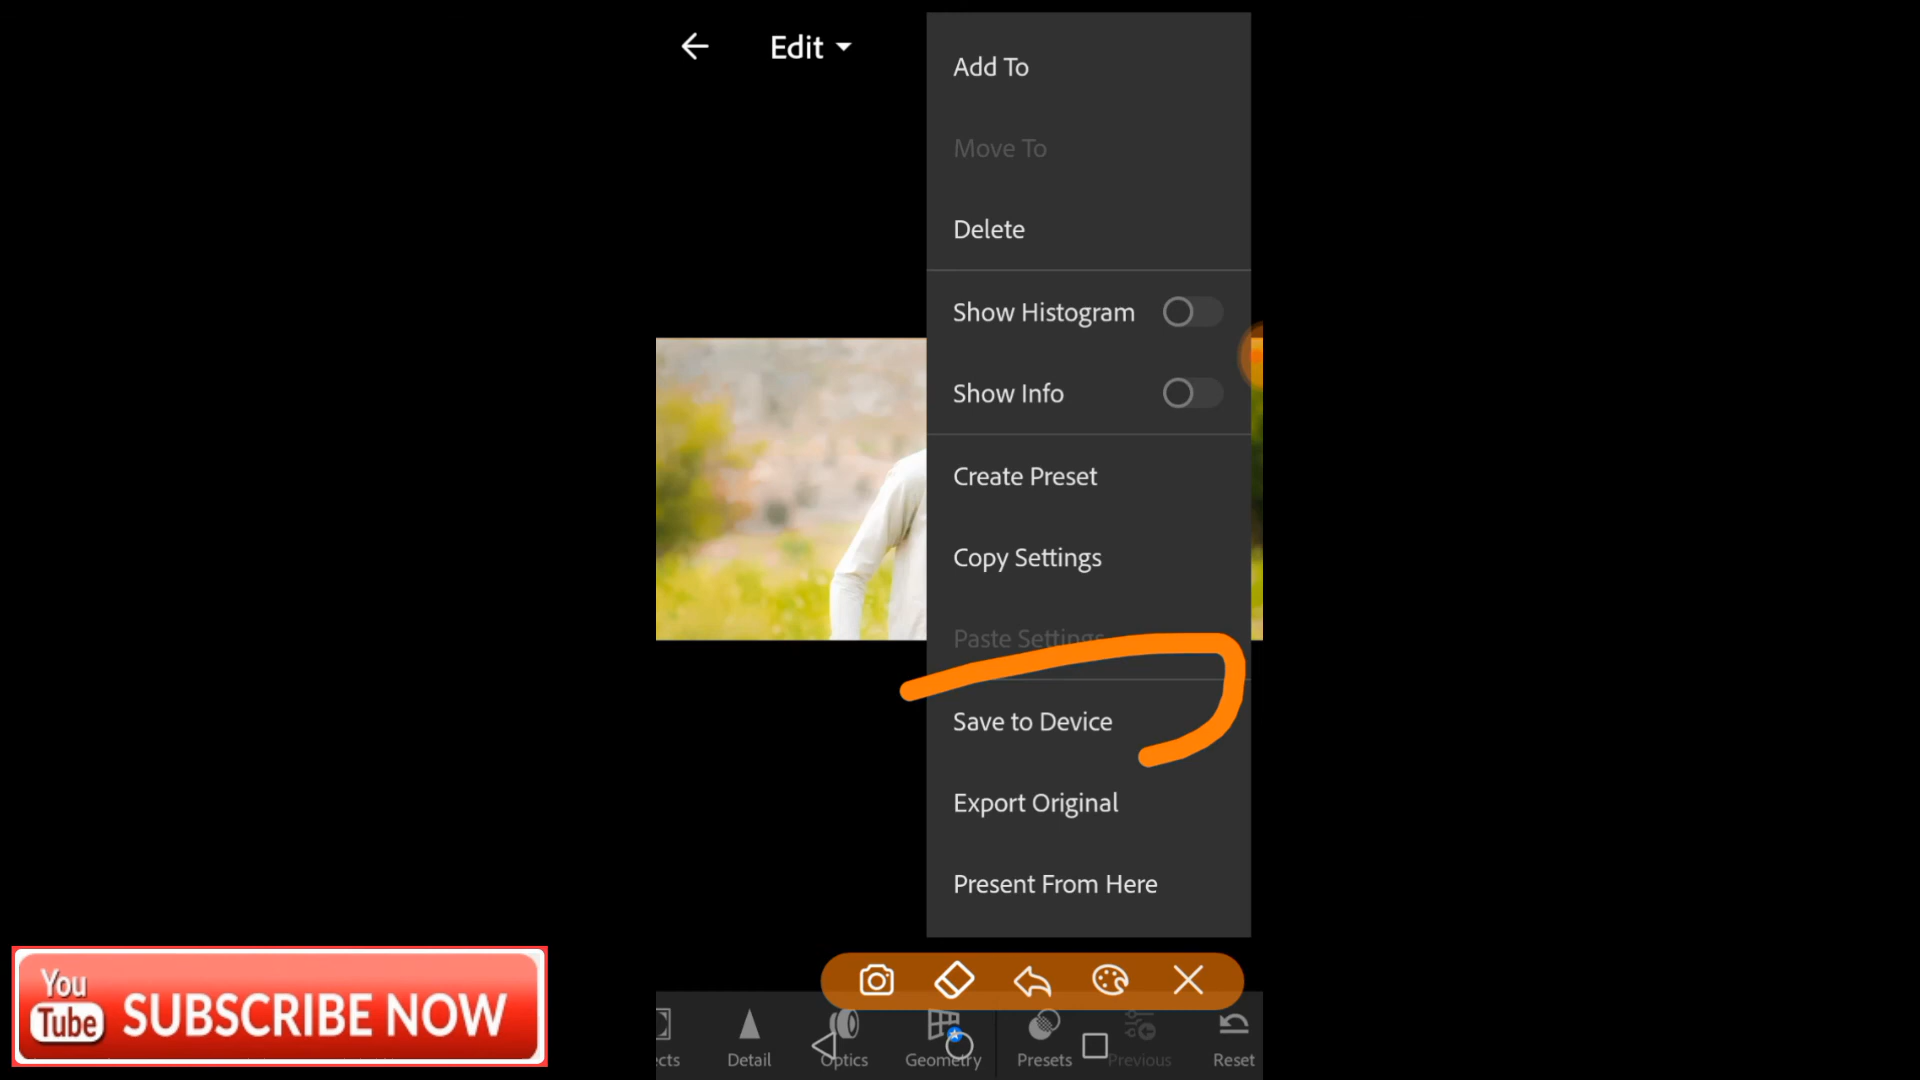 Edit
Add To
Move To
Delete
Show Histogram
Show Info
Create Preset
Copy Settings
Paste Settings
Save to Device
Export Original
Present From Here
You
Tube
SUBSCRIBE NOW
cts
Detail
Optics
Geometry
Presets
Previous
Reset